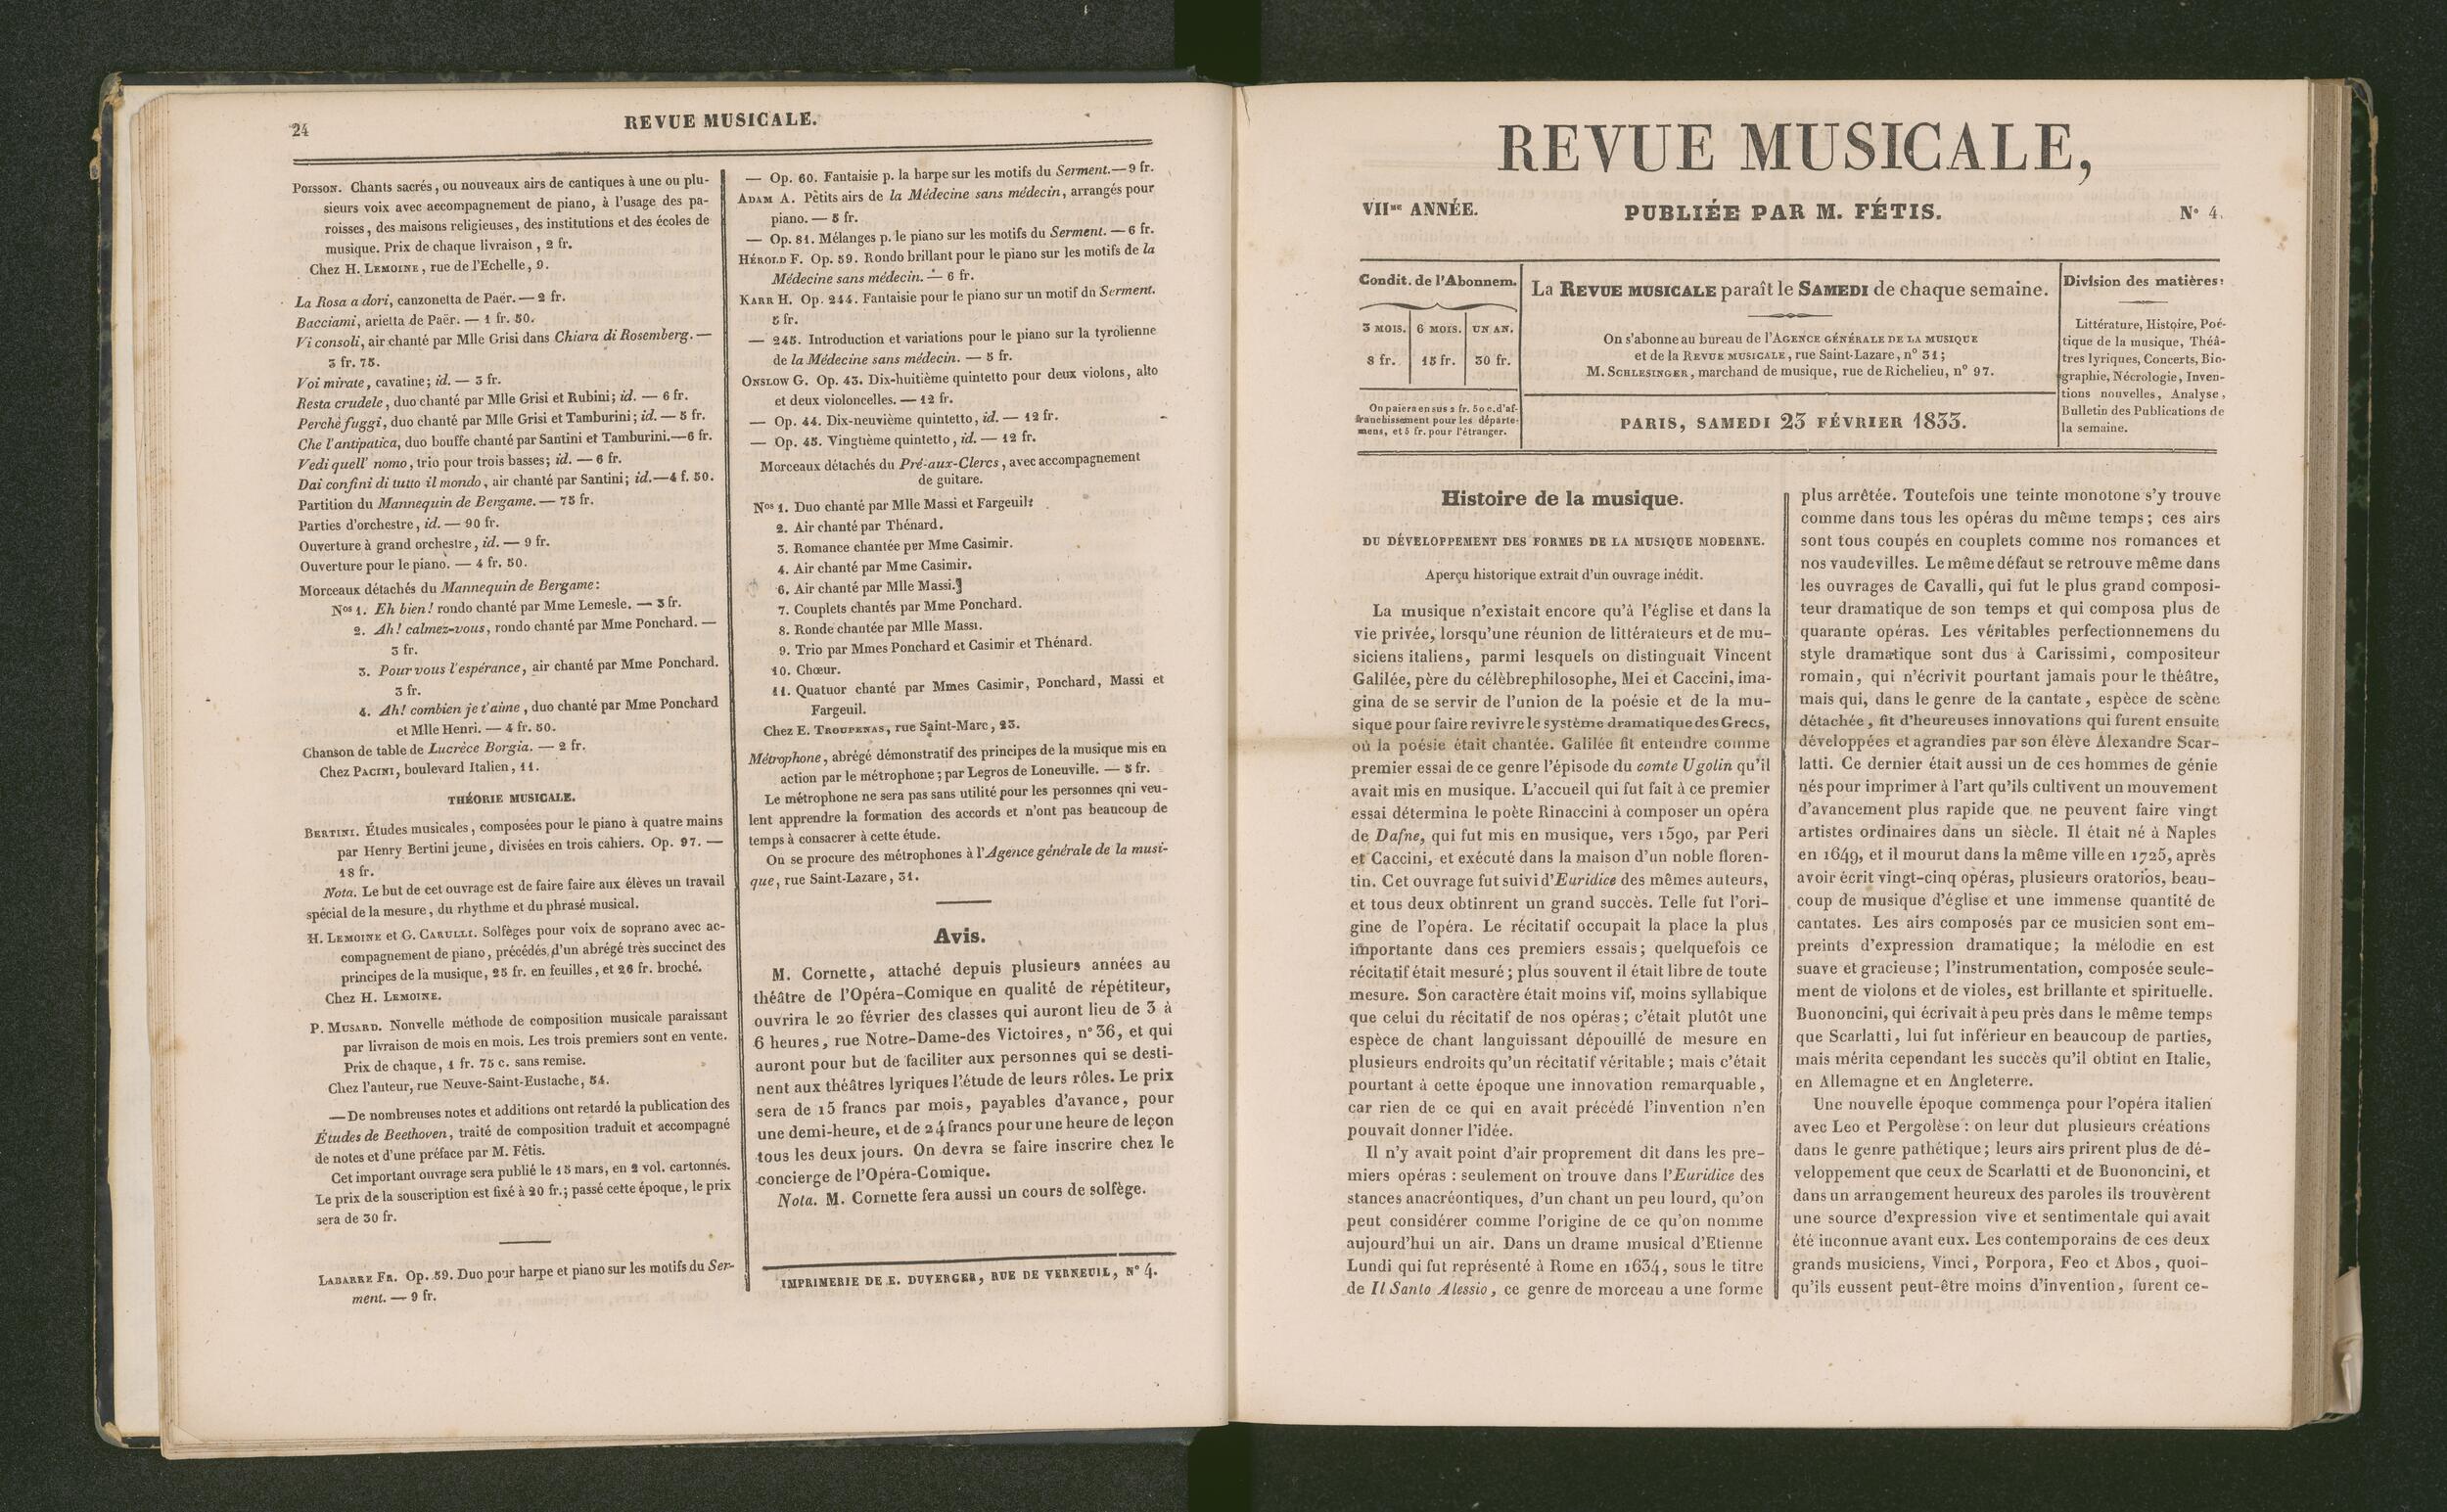 24
REVUE MUSICALE.
POISSON. Chants sacrés, ou nouveaux airs de cantiques à une ou plu-
sieurs voix avec accompagnement de piano, à l'usage des pa-
roisses, des maisons religieuses, des institutions et des écoles de
musique. Prix de chaque livraison, 2 fr.
Chez H. LEMOINE, rue de l'Echelle, 9.
La Rosa a dori, canzonetta de Paër. — 2 fr.
Bacciami, arietta de Paër. — 1 fr. 50.
Vi consoli, air chanté par Mlle Grisi dans Chiara di Rosemberg. —
3 fr. 75.
Voi mirate, cavatine; id. — 3 fr.
Resta crudele, duo chanté par Mlle Grisi et Rubini; id. — 6 fr.
Perchè fuggi, duo chanté par Mlle Grisi et Tamburini; id. — 5 fr.
Che l'antipatica, duo bouffe chanté par Santini et Tamburini.—6 fr.
Vedi quell' nomo, trio pour trois basses; id. — 6 fr.
Dai confini di tutto il mondo, air chanté par Santini; id.—4 f. 50.
Partition du Mannequin de Bergame. — 75 fr.
Parties d'orchestre, id. — 90 fr.
Ouverture à grand orchestre, id. — 9 fr.
Ouverture pour le piano. — 4 fr. 50.
Morceaux détachés du Mannequin de Bergame:
Nos 1. Eh bien! rondo chanté par Mme Lemesle. — 3 fr.
2. Ah! calmez-vous, rondo chanté par Mme Ponchard. —
3 fr.
3. Pour vous l'espérance, air chanté par Mme Ponchard.
3 fr.
4. Ah! combien je t'aime, duo chanté par Mme Ponchard
et Mlle Henri. — 4 fr. 50.
Chanson de table de Lucrèce Borgia. — 2 fr.
Chez PACINI, boulevard Italien, 11.
THÉORIE MUSICALE.
BERTINI. Études musicales, composées pour le piano à quatre mains
par Henry Bertini jeune, divisées en trois cahiers. Op. 97. —
18 fr.
Nota. Le but de cet ouvrage est de faire faire aux élèves un travail
spécial de la mesure, du rhythme et du phrasé musical.
H. LEMOINE et G. CARULLI. Solfèges pour voix de soprano avec ac-
compagnement de piano, précédés, d'un abrégé très succinct des
principes de la musique, 25 fr. en feuilles, et 26 fr. broché.
Chez H. LEMOINE.
P. MUSARD. Nonvelle méthode de composition musicale paraissant
par livraison de mois en mois. Les trois premiers sont en vente.
Prix de chaque, 1 fr. 75 c. sans remise.
Chez l'auteur, rue Neuve-Saint-Eustache, 54.
— De nombreuses notes et additions ont retardé la publication des
Études de Beethoven, traité de composition traduit et accompagné
de notes et d'une préface par M. Fétis.
Cet important ouvrage sera publié le 15 mars, en 2 vol. cartonnés.
Le prix de la souscription est fixé à 20 fr.; passé cette époque, le prix
sera de 30 fr.
LABARRE FR. Op. 59. Duo pour harpe et piano sur les motifs du Ser-
ment. — 9 fr.
— Op. 60. Fantaisie p. la harpe sur les motifs du Serment.—9 fr.
ADAM A. Petits airs de la Médecine sans médecin, arrangés pour
piano. — 5 fr.
— Op. 81. Mélanges p. le piano sur les motifs du Serment. — 6 fr.
HÉROLD F. Op. 59. Rondo brillant pour le piano sur les motifs de la
Médecine sans médecin. — 6 fr.
KARR H. Op. 244. Fantaisie pour le piano sur un motif du Serment.
5 fr.
— 245. Introduction et variations pour le piano sur la tyrolienne
de la Médecine sans médecin. — 5 fr.
ONSLOW G. Op. 43. Dix-huitième quintetto pour deux violons, alto
et deux violoncelles. — 12 fr.
— Op. 44. Dix-neuvième quintetto, id. — 12 fr.
— Op. 45. Vingtième quintetto, id. — 12 fr.
Morceaux détachés du Pré-aux-Clercs, avec accompagnement
de guitare.
Nos 1. Duo chanté par Mlle Massi et Fargeuil:
2. Air chanté par Thénard.
3. Romance chantée per Mme Casimir.
4. Air chanté par Mme Casimir.
6. Air chanté par Mlle Massi.
7. Couplets chantés par Mme Ponchard.
8. Ronde chantée par Mlle Massi.
9. Trio par Mmes Ponchard et Casimir et Thénard.
10. Chœur.
11. Quatuor chanté par Mmes Casimir, Ponchard, Massi et
Fargeuil.
Chez E. TROUPENAS, rue Saint-Marc, 23.
Métrophone, abrégé démonstratif des principes de la musique mis en
action par le métrophone; par Legros de Loneuville. — 5 fr.
Le métrophone ne sera pas sans utilité pour les personnes qni veu-
lent apprendre la formation des accords et n'ont pas beaucoup de
temps à consacrer à cette étude.
On se procure des métrophones à l'Agence générale de la musi-
que, rue Saint-Lazare, 31.
Avis.
M. Cornette, attaché depuis plusieurs années au
théâtre de l'Opéra-Comique en qualité de répétiteur,
ouvrira le 20 février des classes qui auront lieu de 3 à
6 heures, rue Notre-Dame-des Victoires, n° 36, et qui
auront pour but de faciliter aux personnes qui se desti-
nent aux théâtres lyriques l'étude de leurs rôles. Le prix
sera de 15 francs par mois, payables d'avance, pour
une demi-heure, et de 24 francs pour une heure de leçon
tous les deux jours. On devra se faire inscrire chez le
concierge de l'Opéra-Comique.
Nota. M. Cornette fera aussi un cours de solfège.
IMPRIMERIE DE E. DUVERGER, RUE DE VERNEUIL, N° 4.
REVUE MUSICALE,
VIIme ANNÉE.
PUBLIÉE PAR M. FÉTIS.
N° 4.
Condit. de l'Abonnem.
3 MOIS. 6 MOIS. UN AN.
8 fr. 15 fr. 30 fr.
On paiera en sus 2 fr. 50 c. d'af-
franchissement pour les départe-
mens, et 5 fr. pour l'étranger.
La REVUE MUSICALE paraît le SAMEDI de chaque semaine.
On s'abonne au bureau de l'AGENCE GÉNÉRALE DE LA MUSIQUE
et de la REVUE MUSICALE, rue Saint-Lazare, n° 31;
M. SCHLESINGER, marchand de musique, rue de Richelieu, n° 97.
PARIS, SAMEDI 23 FÉVRIER 1833.
Division des matières:
Littérature, Histoire, Poé-
tique de la musique, Théâ-
tres lyriques, Concerts, Bio-
graphie, Nécrologie, Inven-
tions nouvelles, Analyse,
Bulletin des Publications de
la semaine.
Histoire de la musique.
DU DÉVELOPPEMENT DES FORMES DE LA MUSIQUE MODERNE.
Aperçu historique extrait d'un ouvrage inédit.
La musique n'existait encore qu'à l'église et dans la
vie privée, lorsqu'une réunion de littérateurs et de mu-
siciens italiens, parmi lesquels on distinguait Vincent
Galilée, père du célèbrephilosophe, Mei et Caccini, ima-
gina de se servir de l'union de la poésie et de la mu-
sique pour faire revivre le système dramatique des Grecs,
où la poésie était chantée. Galilée fit entendre comme
premier essai de ce genre l'épisode du comte Ugolin qu'il
avait mis en musique. L'accueil qui fut fait à ce premier
essai détermina le poète Rinaccini à composer un opéra
de Dafne, qui fut mis en musique, vers 1590, par Peri
et Caccini, et exécuté dans la maison d'un noble floren-
tin. Cet ouvrage fut suivi d'Euridice des mêmes auteurs,
et tous deux obtinrent un grand succès. Telle fut l'ori-
gine de l'opéra. Le récitatif occupait la place la plus
importante dans ces premiers essais; quelquefois ce
récitatif était mesuré; plus souvent il était libre de toute
mesure. Son caractère était moins vif, moins syllabique
que celui du récitatif de nos opéras; c'était plutôt une
espèce de chant languissant dépouillé de mesure en
plusieurs endroits qu'un récitatif véritable; mais c'était
pourtant à cette époque une innovation remarquable,
car rien de ce qui en avait précédé l'invention n'en
pouvait donner l'idée.
Il n'y avait point d'air proprement dit dans les pre-
miers opéras : seulement on trouve dans l'Euridice des
stances anacréontiques, d'un chant un peu lourd, qu'on
peut considérer comme l'origine de ce qu'on nomme
aujourd'hui un air. Dans un drame musical d'Etienne
Lundi qui fut représenté à Rome en 1634, sous le titre
de Il Santo Alessio, ce genre de morceau a une forme
plus arrêtée. Toutefois une teinte monotone s'y trouve
comme dans tous les opéras du même temps; ces airs
sont tous coupés en couplets comme nos romances et
nos vaudevilles. Le même défaut se retrouve même dans
les ouvrages de Cavalli, qui fut le plus grand composi-
teur dramatique de son temps et qui composa plus de
quarante opéras. Les véritables perfectionnemens du
style dramatique sont dus à Carissimi, compositeur
romain, qui n'écrivit pourtant jamais pour le théâtre,
mais qui, dans le genre de la cantate, espèce de scène
détachée, fit d'heureuses innovations qui furent ensuite
développées et agrandies par son élève Alexandre Scar-
latti. Ce dernier était aussi un de ces hommes de génie
nés pour imprimer à l'art qu'ils cultivent un mouvement
d'avancement plus rapide que ne peuvent faire vingt
artistes ordinaires dans un siècle. Il était né à Naples
en 1649, et il mourut dans la même ville en 1725, après
avoir écrit vingt-cinq opéras, plusieurs oratorios, beau-
coup de musique d'église et une immense quantité de
cantates. Les airs composés par ce musicien sont em-
preints d'expression dramatique; la mélodie en est
suave et gracieuse; l'instrumentation, composée seule-
ment de violons et de violes, est brillante et spirituelle.
Buononcini, qui écrivait à peu près dans le même temps
que Scarlatti, lui fut inférieur en beaucoup de parties,
mais mérita cependant les succès qu'il obtint en Italie,
en Allemagne et en Angleterre.
Une nouvelle époque commença pour l'opéra italien
avec Leo et Pergolèse : on leur dut plusieurs créations
dans le genre pathétique; leurs airs prirent plus de dé-
veloppement que ceux de Scarlatti et de Buononcini, et
dans un arrangement heureux des paroles ils trouvèrent
une source d'expression vive et sentimentale qui avait
été inconnue avant eux. Les contemporains de ces deux
grands musiciens, Vinci, Porpora, Feo et Abos, quoi-
qu'ils eussent peut-être moins d'invention, furent ce-